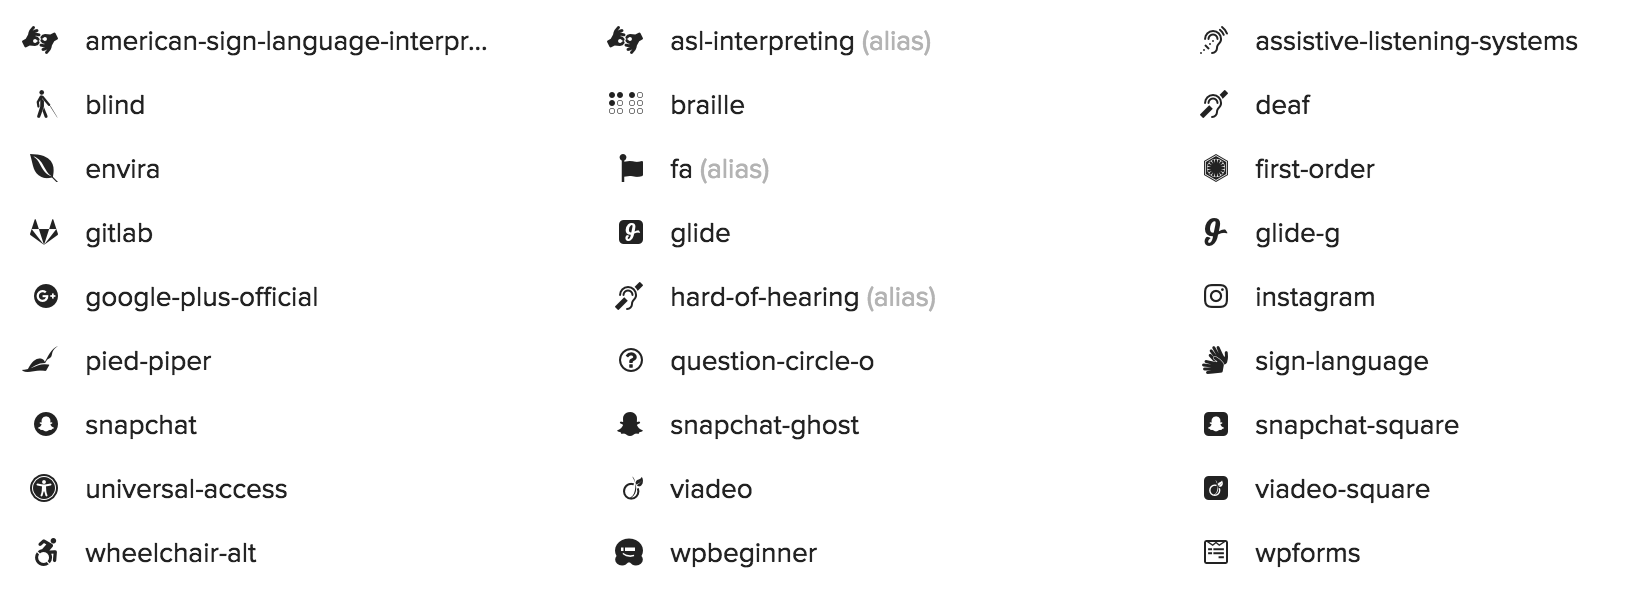 american-sign-language-interpr...
asl-interpreting (alias)
assistive-listening-systems
blind
braille
deaf
envira
fa (alias)
first-order
gitlab
glide
glide-g
google-plus-official
hard-of-hearing (alias)
instagram
pied-piper
question-circle-o
sign-language
snapchat
snapchat-ghost
snapchat-square
universal-access
viadeo
viadeo-square
wheelchair-alt
wpbeginner
wpforms